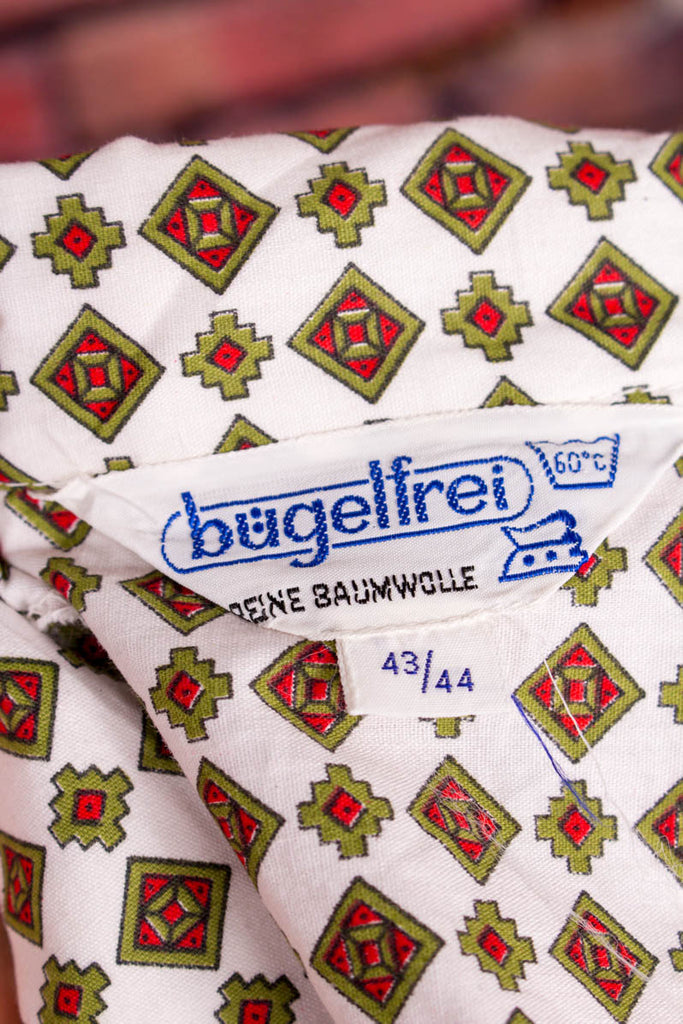 bügelfrei
60°C
REINE BAUMWOLLE
43/44